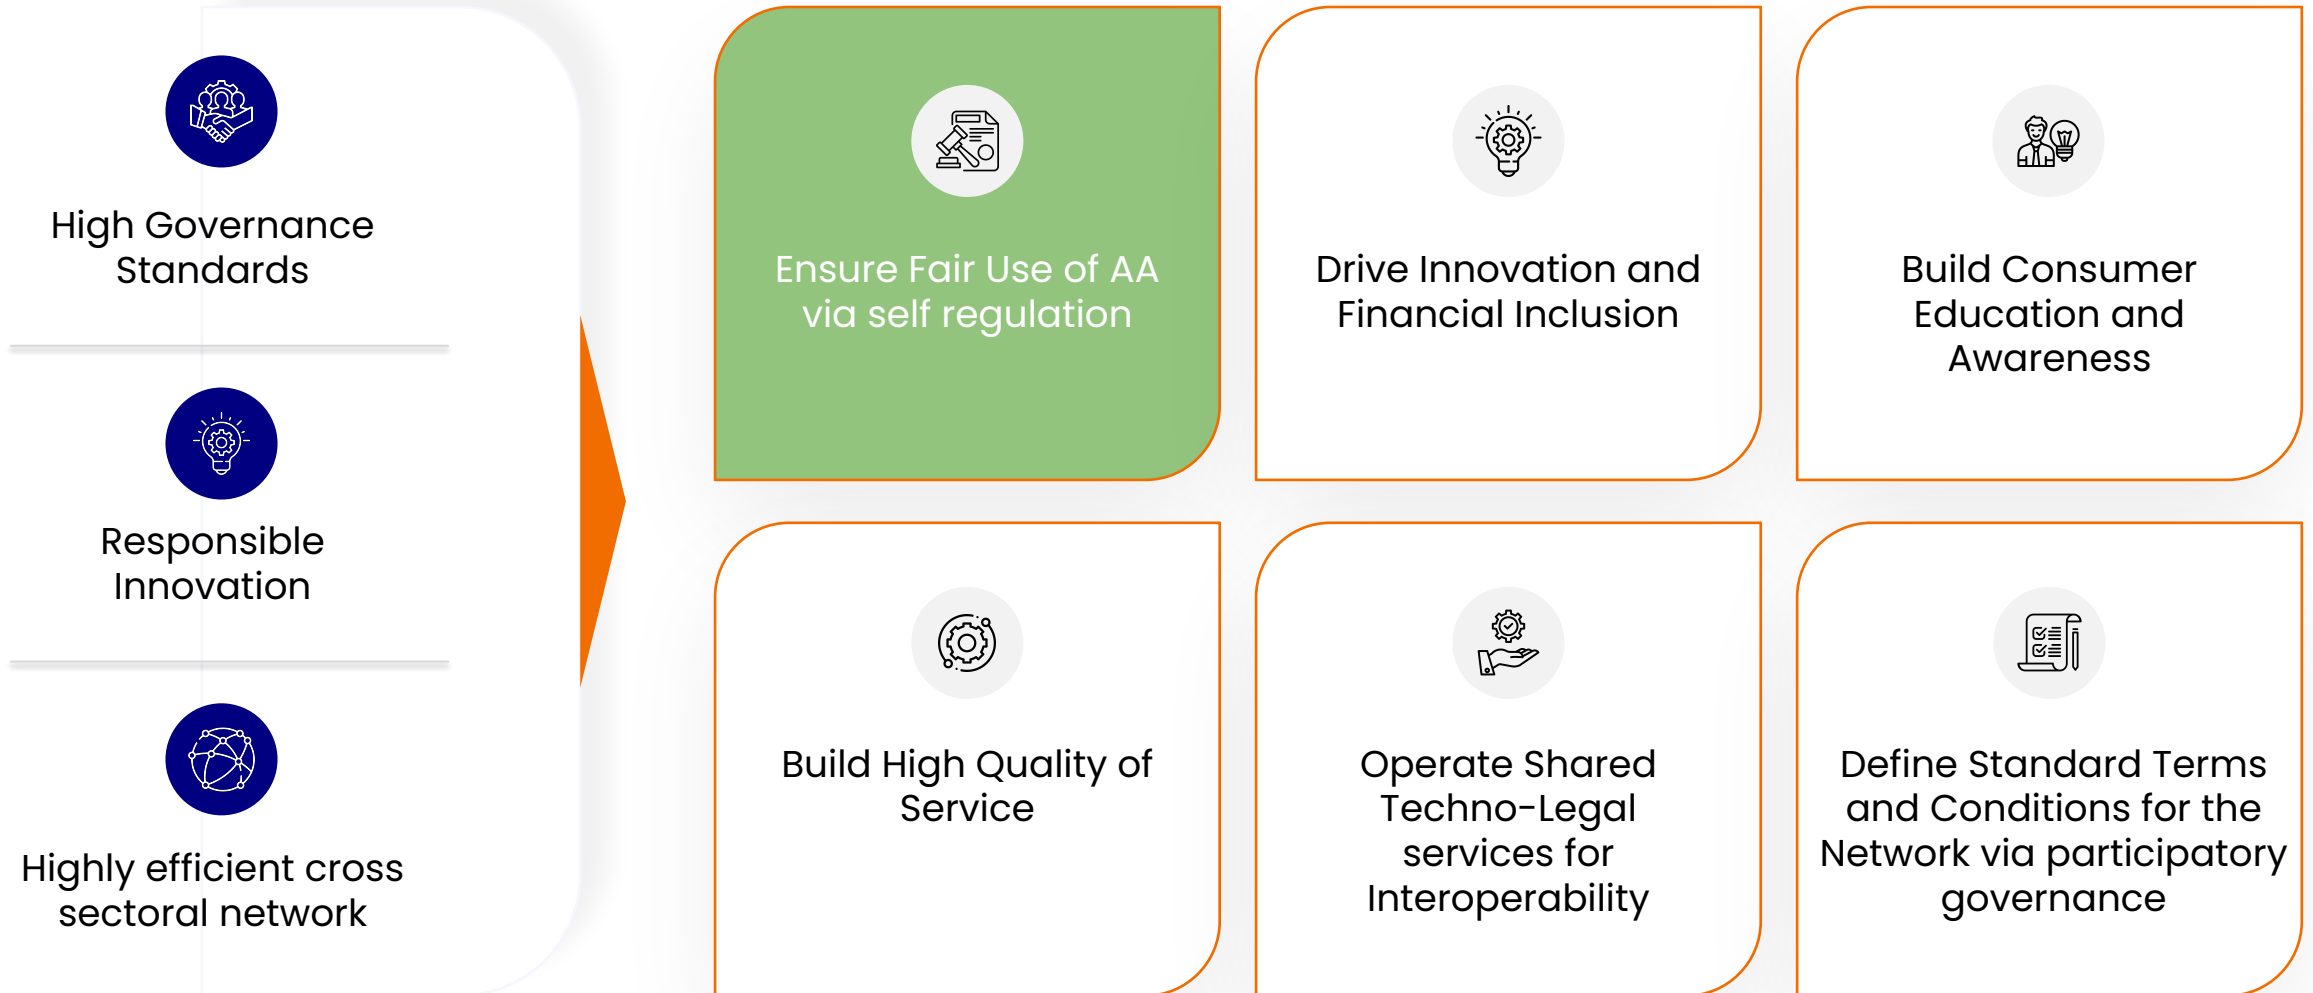 High Governance
Standards
Responsible
Innovation
Highly efficient cross
sectoral network
Ensure Fair Use of AA
via self regulation
Drive Innovation and
Financial Inclusion
Build Consumer
Education and
Awareness
Build High Quality of
Service
Operate Shared
Techno-Legal
services for
Interoperability
Define Standard Terms
and Conditions for the
Network via participatory
governance